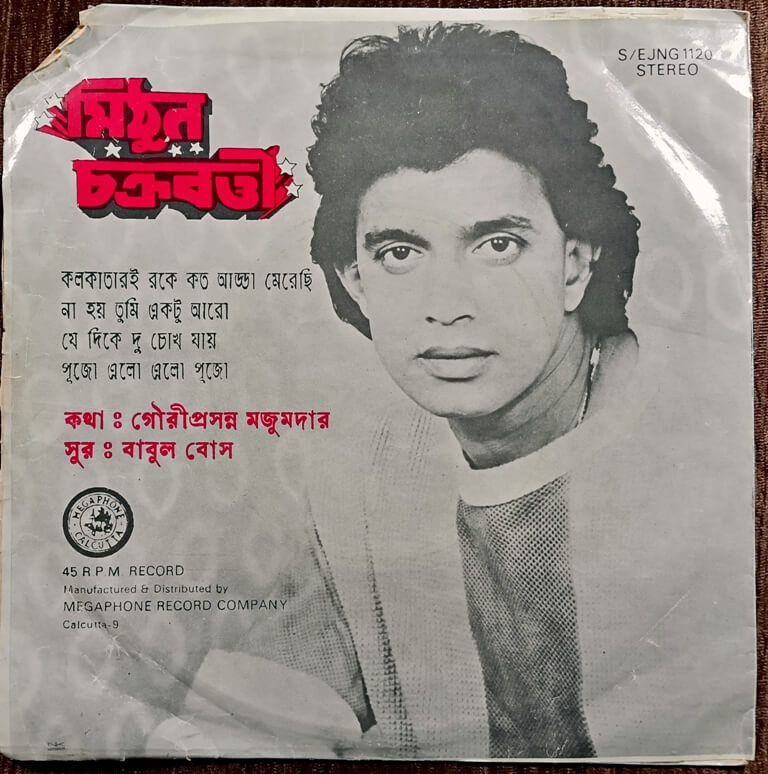 S/EJNG 1120
STEREO
মিঠুন
চক্রবর্ত্তী
কলকাতারই রকে কত আড্ডা মেরেছি
না হয় তুমি একটু আরো
যে দিকে দু চোখ যায়
পূজো এলো এলো পূজো
কথা : গৌরীপ্রসন্ন মজুমদার
সুর : বাবুল বোস
MEGAPHONE
CALCUTTA
45 R.P.M. RECORD
Manufactured & Distributed by
MEGAPHONE RECORD COMPANY
Calcutta-9